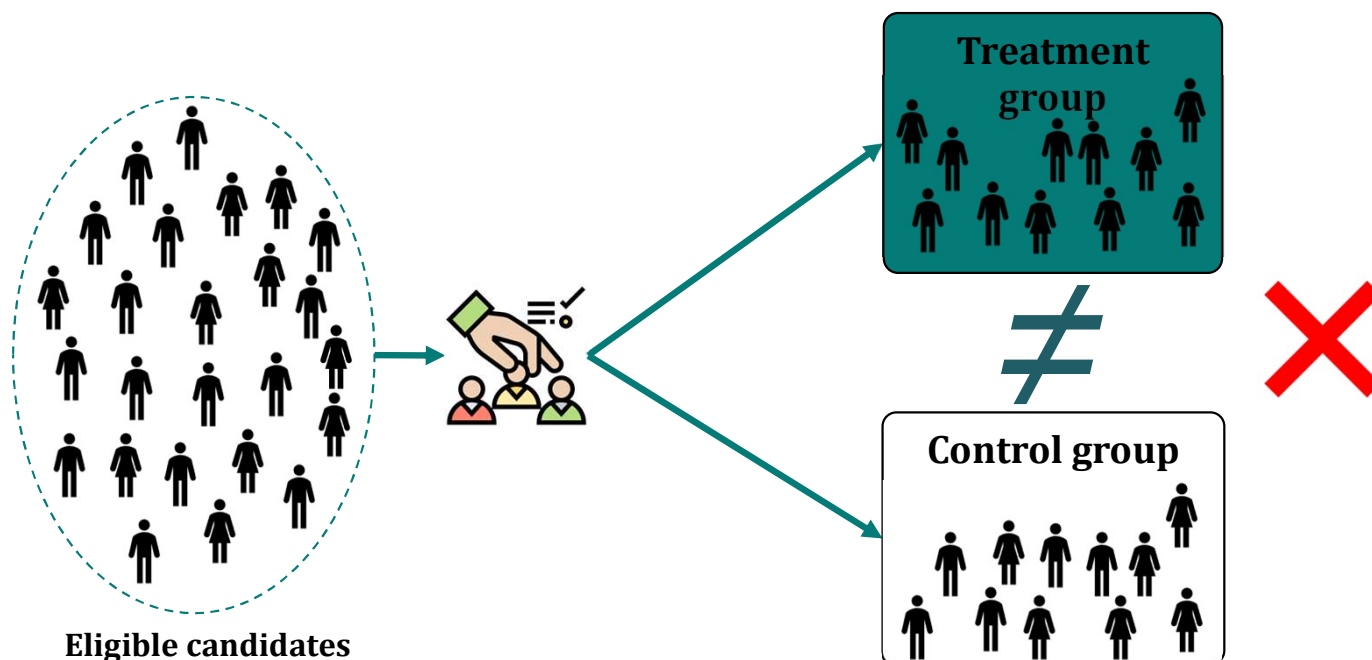 Treatment
group
≠
Control group
Eligible candidates